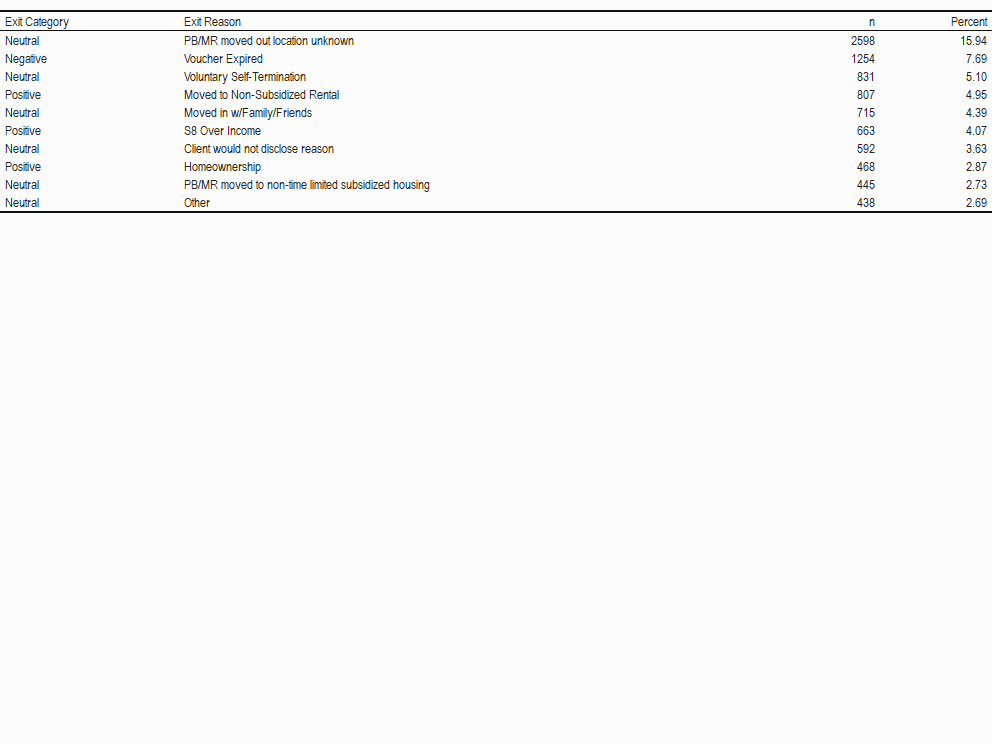 Exit Category Exit Reason n Percent
Neutral PB/MR moved out location unknown 2598 15.94
Negative Voucher Expired 1254 7.69
Neutral Voluntary Self-Termination 831 5.10
Positive Moved to Non-Subsidized Rental 807 4.95
Neutral Moved in w/Family/Friends 715 4.39
Positive S8 Over Income 663 4.07
Neutral Client would not disclose reason 592 3.63
Positive Homeownership 468 2.87
Neutral PB/MR moved to non-time limited subsidized housing 445 2.73
Neutral Other 438 2.69